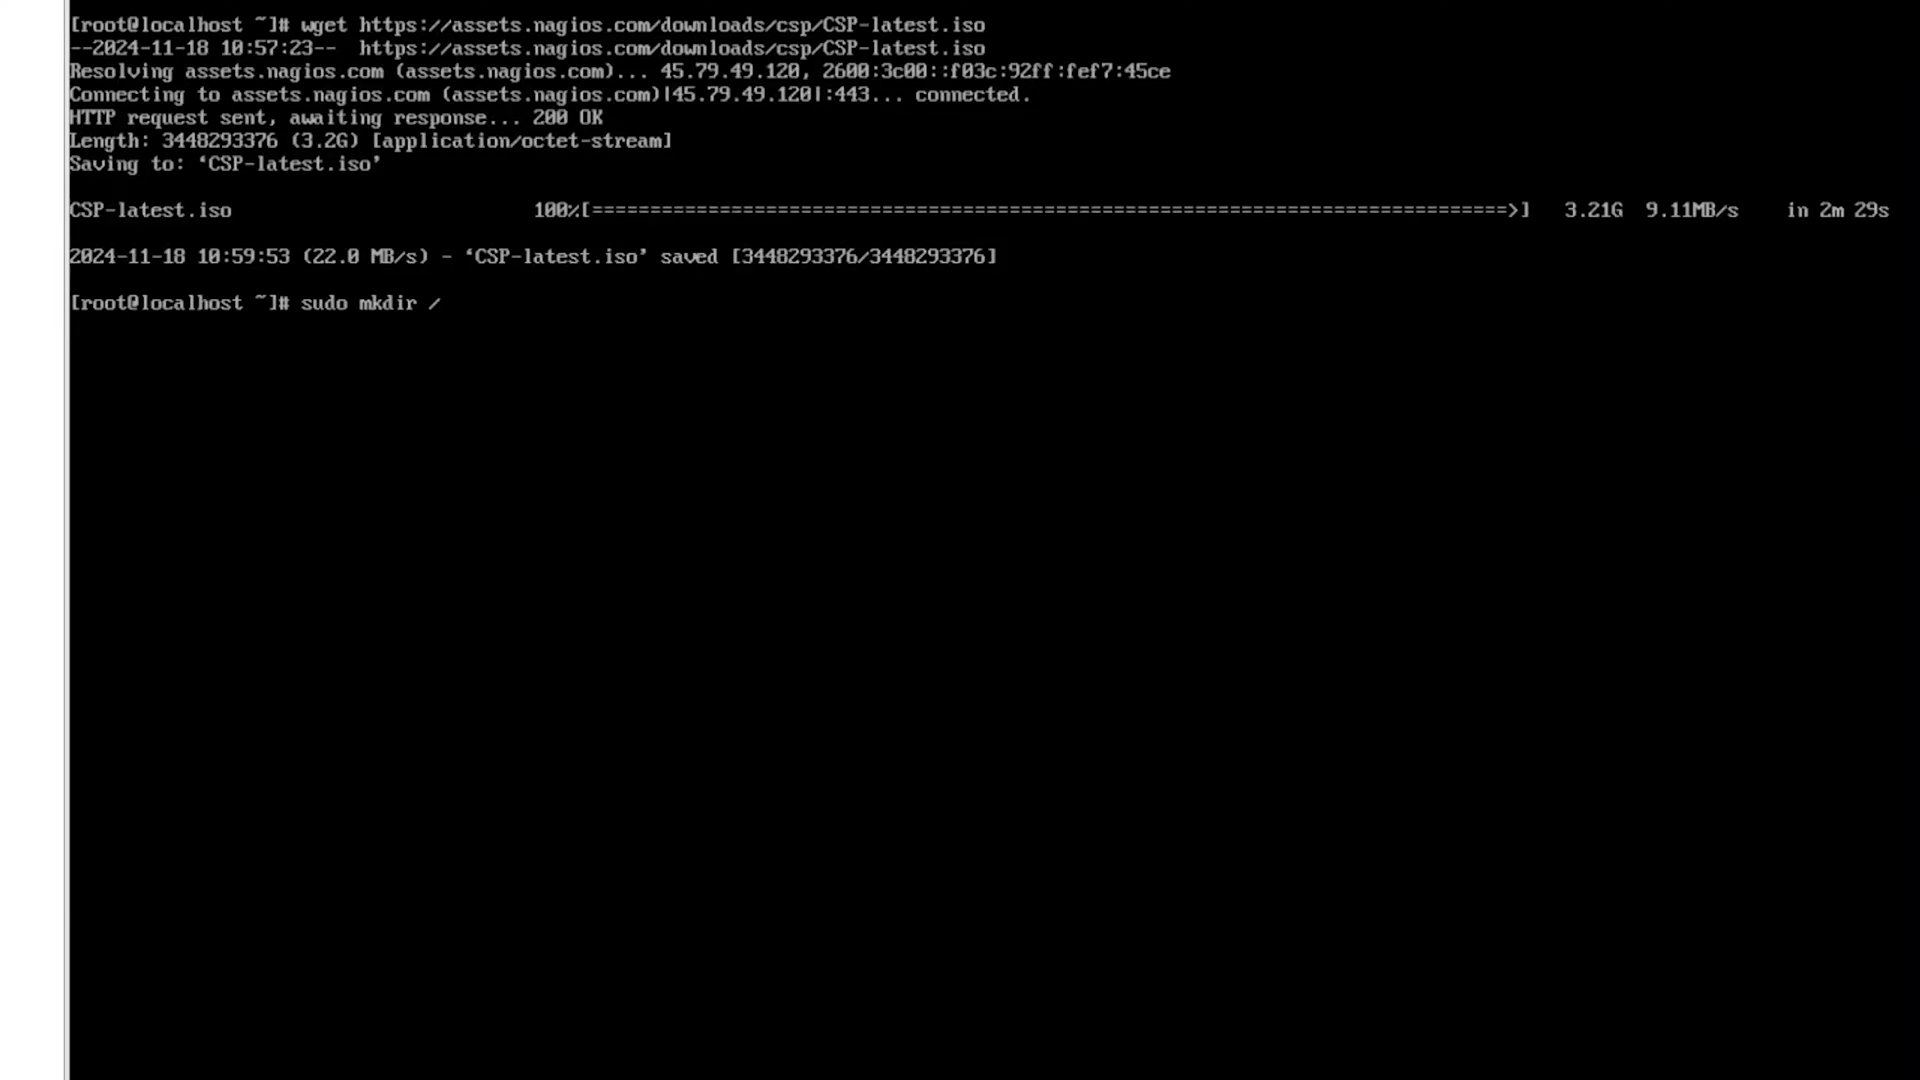 [root@localhost ~]# wget https://assets.nagios.com/downloads/csp/CSP-latest.iso
--2024-11-18 10:57:23--  https://assets.nagios.com/downloads/csp/CSP-latest.iso
Resolving assets.nagios.com (assets.nagios.com)... 45.79.49.120, 2600:3c00::f03c:92ff:fef7:45ce
Connecting to assets.nagios.com (assets.nagios.com)|45.79.49.120|:443... connected.
HTTP request sent, awaiting response... 200 OK
Length: 3448293376 (3.2G) [application/octet-stream]
Saving to: ‘CSP-latest.iso’
CSP-latest.iso 100%[===============================================================================>] 3.21G 9.11MB/s in 2m 29s
2024-11-18 10:59:53 (22.0 MB/s) - ‘CSP-latest.iso’ saved [3448293376/3448293376]
[root@localhost ~]# sudo mkdir /